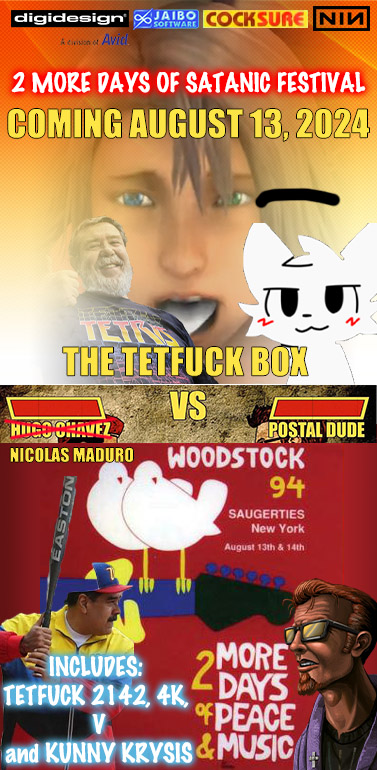 digidesign JAIBO SOFTWARE COCKSURE NIN
A division of Avid
2 MORE DAYS OF SATANIC FESTIVAL
COMING AUGUST 13, 2024
TETRIS
THE TETFUCK BOX
VS
HUGO CHAVEZ POSTAL DUDE
NICOLAS MADURO
WOODSTOCK
94
SAUGERTIES
New York
August 13th & 14th
EASTON
2 MORE
DAYS
of PEACE
& MUSIC
INCLUDES:
TETFUCK 2142, 4K,
V
and KUNNY KRYSIS